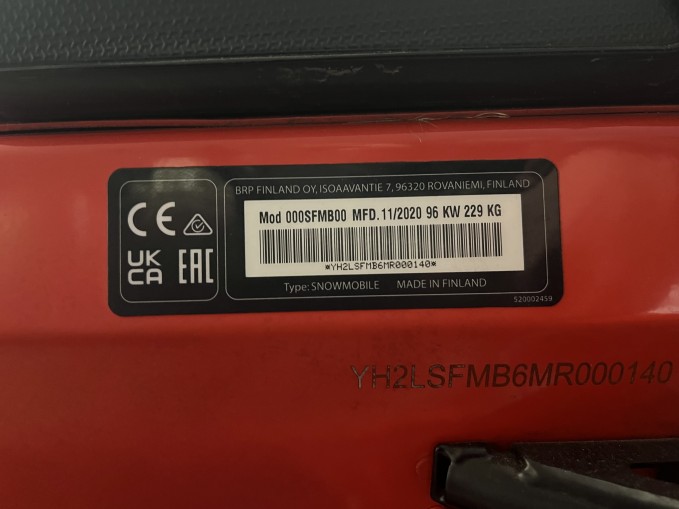 BRP FINLAND OY, ISOAAVANTIE 7, 96320 ROVANIEMI, FINLAND
Mod 000SFMB00 MFD. 11/2020 96 KW 229 KG
*YH2LSFMB6MR000140*
Type: SNOWMOBILE MADE IN FINLAND
520002459
CE
UK
CA
EAC
YH2LSFMB6MR000140